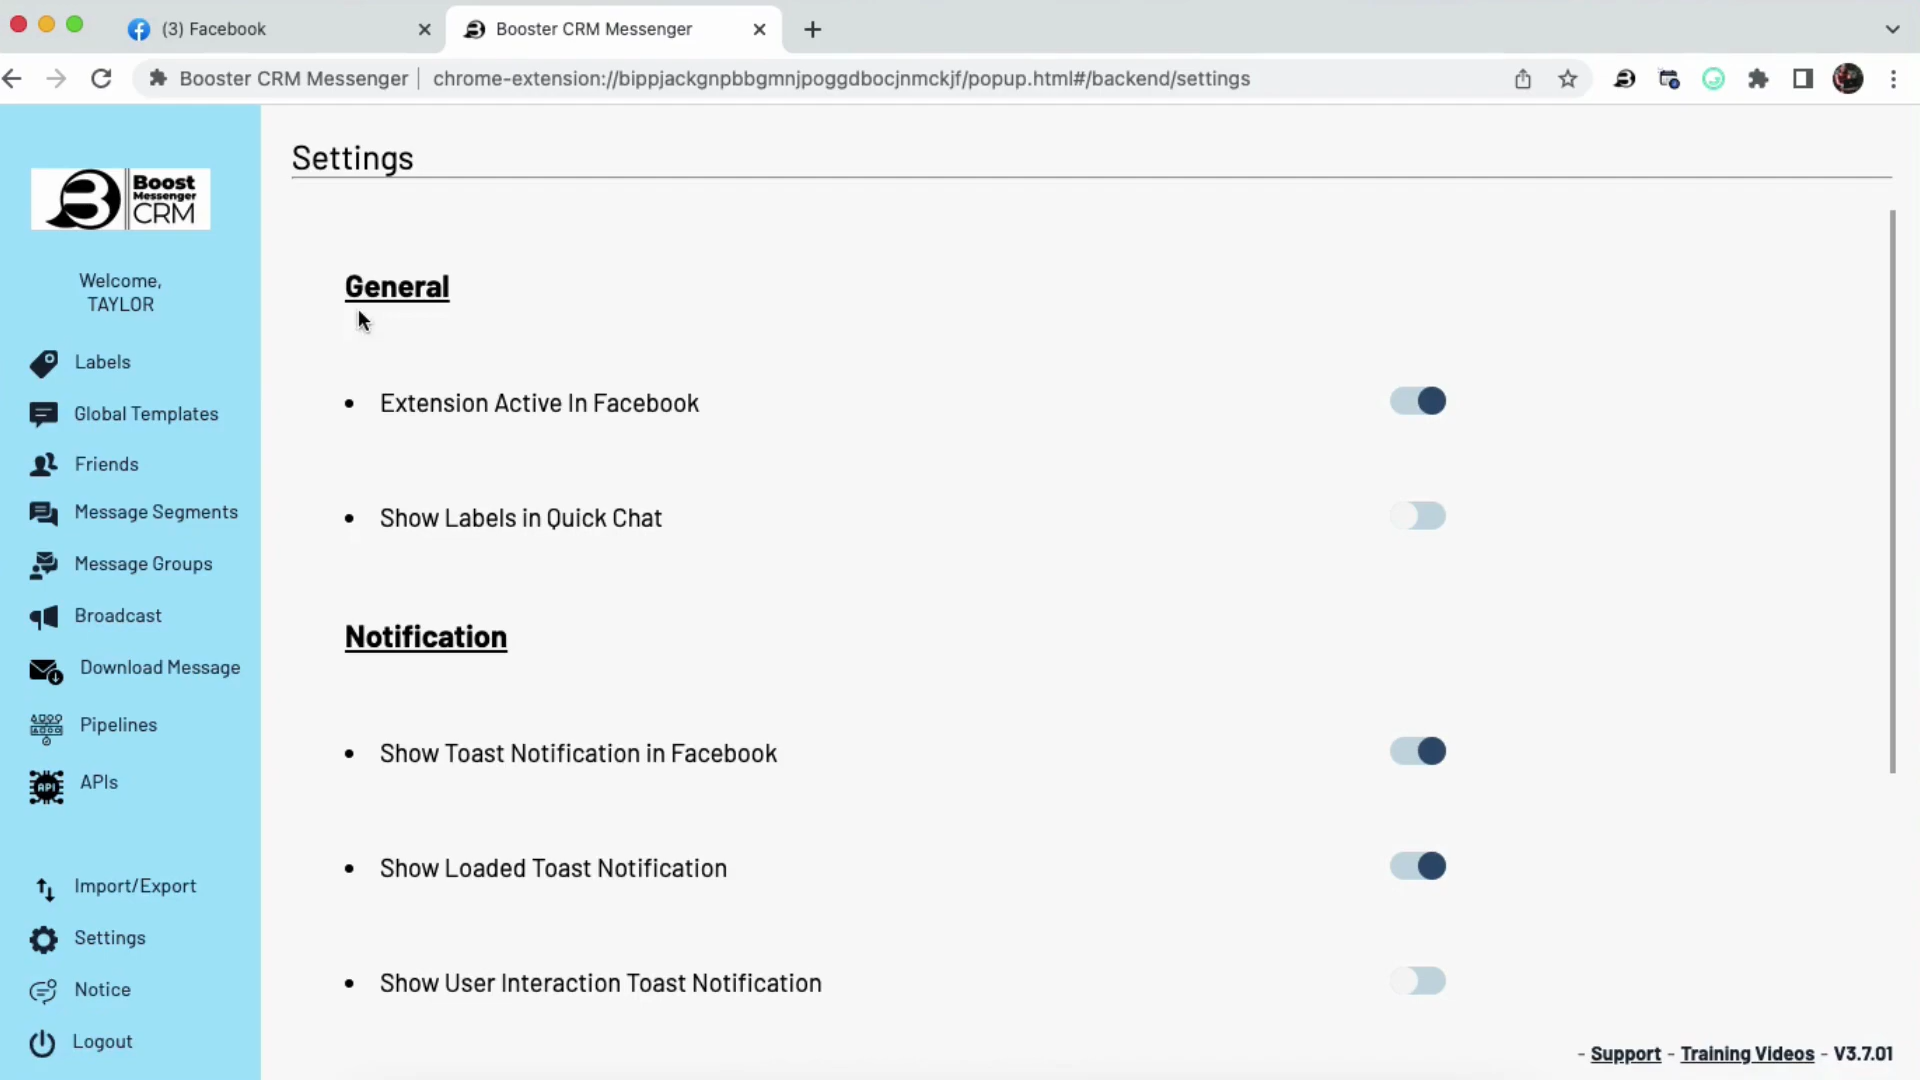 (3) Facebook
Booster CRM Messenger
Booster CRM Messenger | chrome-extension://bippjackgnpbbgmnjpoggdbocjnmckjf/popup.html#/backend/settings
Boost
Messenger
CRM
Welcome,
TAYLOR
Labels
Global Templates
Friends
Message Segments
Message Groups
Broadcast
Download Message
Pipelines
API
APIs
Import/Export
Settings
Notice
Logout
Settings
General
• Extension Active In Facebook
• Show Labels in Quick Chat
Notification
• Show Toast Notification in Facebook
• Show Loaded Toast Notification
• Show User Interaction Toast Notification
- Support - Training Videos - V3.7.01